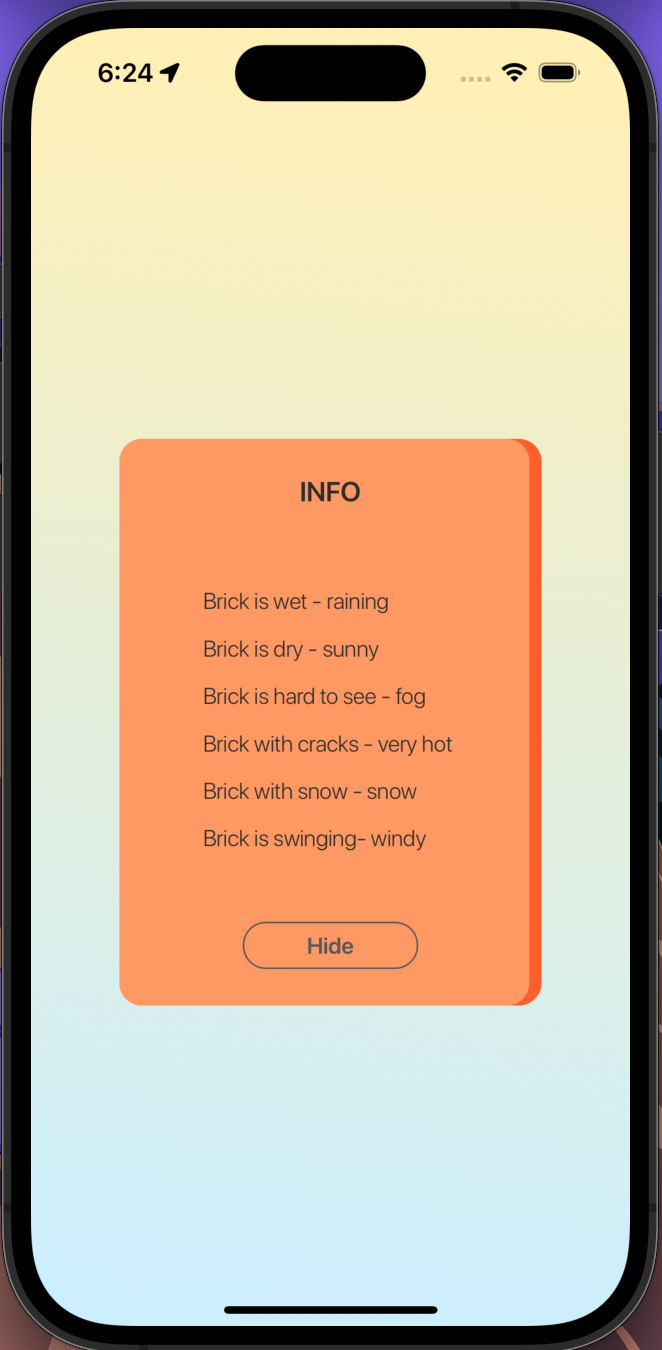 6:24
INFO
Brick is wet - raining
Brick is dry - sunny
Brick is hard to see - fog
Brick with cracks - very hot
Brick with snow - snow
Brick is swinging- windy
Hide